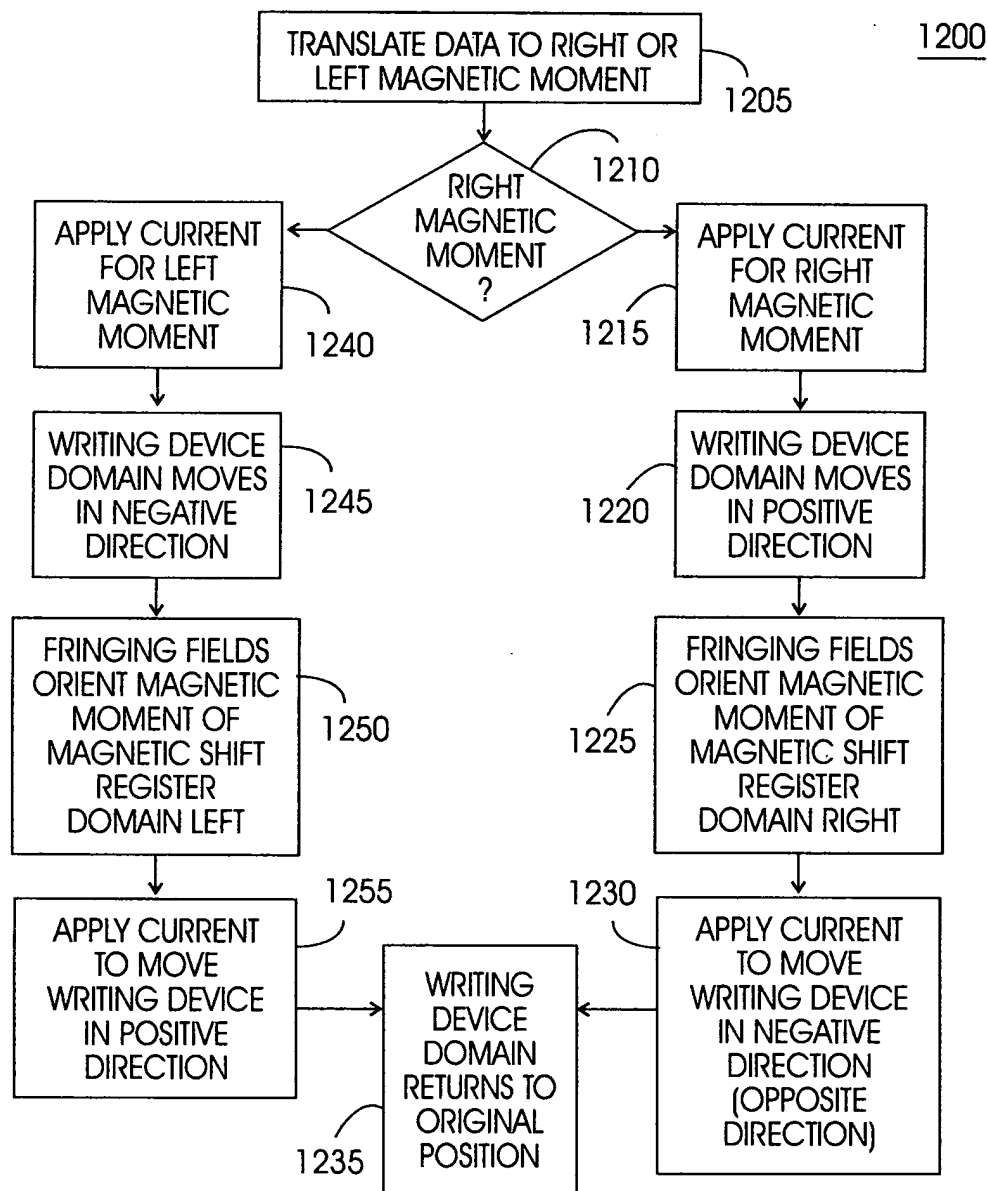 1200
TRANSLATE DATA TO RIGHT OR
LEFT MAGNETIC MOMENT
1205
1210
RIGHT
MAGNETIC
MOMENT
?
APPLY CURRENT
FOR LEFT
MAGNETIC
MOMENT
1240
APPLY CURRENT
FOR RIGHT
MAGNETIC
MOMENT
1215
WRITING DEVICE
DOMAIN MOVES
IN NEGATIVE
DIRECTION
1245
WRITING DEVICE
DOMAIN MOVES
IN POSITIVE
DIRECTION
1220
FRINGING FIELDS
ORIENT MAGNETIC
MOMENT OF
MAGNETIC SHIFT
REGISTER
DOMAIN LEFT
1250
FRINGING FIELDS
ORIENT MAGNETIC
MOMENT OF
MAGNETIC SHIFT
REGISTER
DOMAIN RIGHT
1225
APPLY CURRENT
TO MOVE
WRITING DEVICE
IN POSITIVE
DIRECTION
1255
1230
APPLY CURRENT
TO MOVE
WRITING DEVICE
IN NEGATIVE
DIRECTION
(OPPOSITE
DIRECTION)
WRITING
DEVICE
DOMAIN
RETURNS TO
ORIGINAL
POSITION
1235